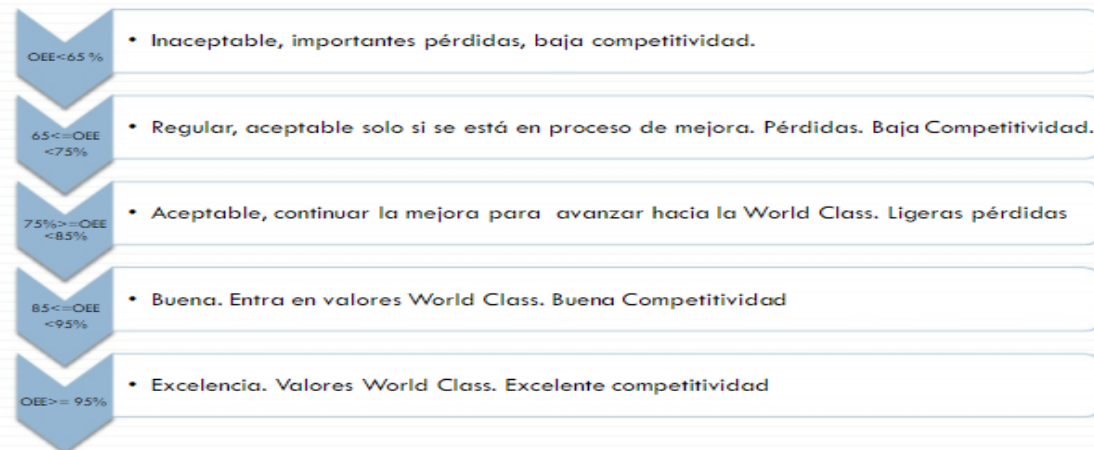 OEE<65 %
• Inaceptable, importantes pérdidas, baja competitividad.
65<=OEE
<75%
• Regular, aceptable solo si se está en proceso de mejora. Pérdidas. Baja Competitividad.
75%>=OEE
<85%
• Aceptable, continuar la mejora para avanzar hacia la World Class. Ligeras pérdidas
85<=OEE
<95%
• Buena. Entra en valores World Class. Buena Competitividad
OEE>= 95%
• Excelencia. Valores World Class. Excelente competitividad